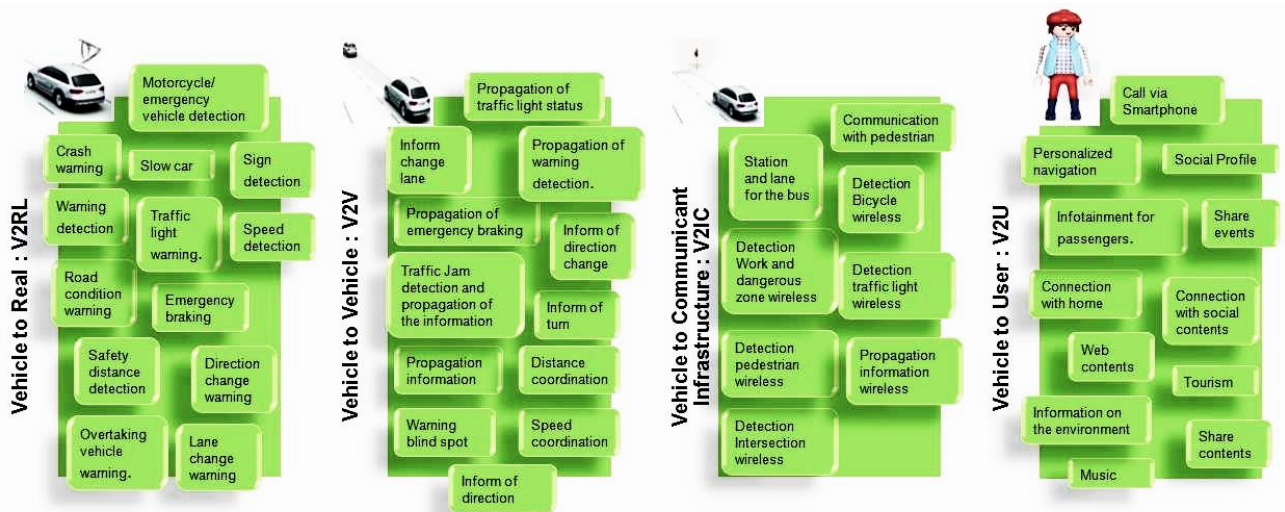 Vehicle to Real : V2RL
Motorcycle/
emergency
vehicle detection
Crash
warning
Slow car
Sign
detection
Warning
detection
Traffic
light
warning.
Speed
detection
Road
condition
warning
Emergency
braking
Safety
distance
detection
Direction
change
warning
Overtaking
vehicle
warning.
Lane
change
warning
Vehicle to Vehicle : V2V
Propagation of
traffic light status
Inform
change
lane
Propagation of
warning
detection.
Propagation of
emergency braking
Inform of
direction
change
Traffic Jam
detection and
propagation of
the information
Inform of
turn
Propagation
information
Distance
coordination
Warning
blind spot
Speed
coordination
Inform of
direction
Vehicle to Communicant
Infrastructure : V2IC
Communication
with pedestrian
Station
and lane
for the bus
Detection
Bicycle
wireless
Detection
Work and
dangerous
zone wireless
Detection
traffic light
wireless
Detection
pedestrian
wireless
Propagation
information
wireless
Detection
Intersection
wireless
Vehicle to User : V2U
Call via
Smartphone
Personalized
navigation
Social Profile
Infotainment for
passengers.
Share
events
Connection
with home
Connection
with social
contents
Web
contents
Tourism
Information on
the environment
Share
contents
Music